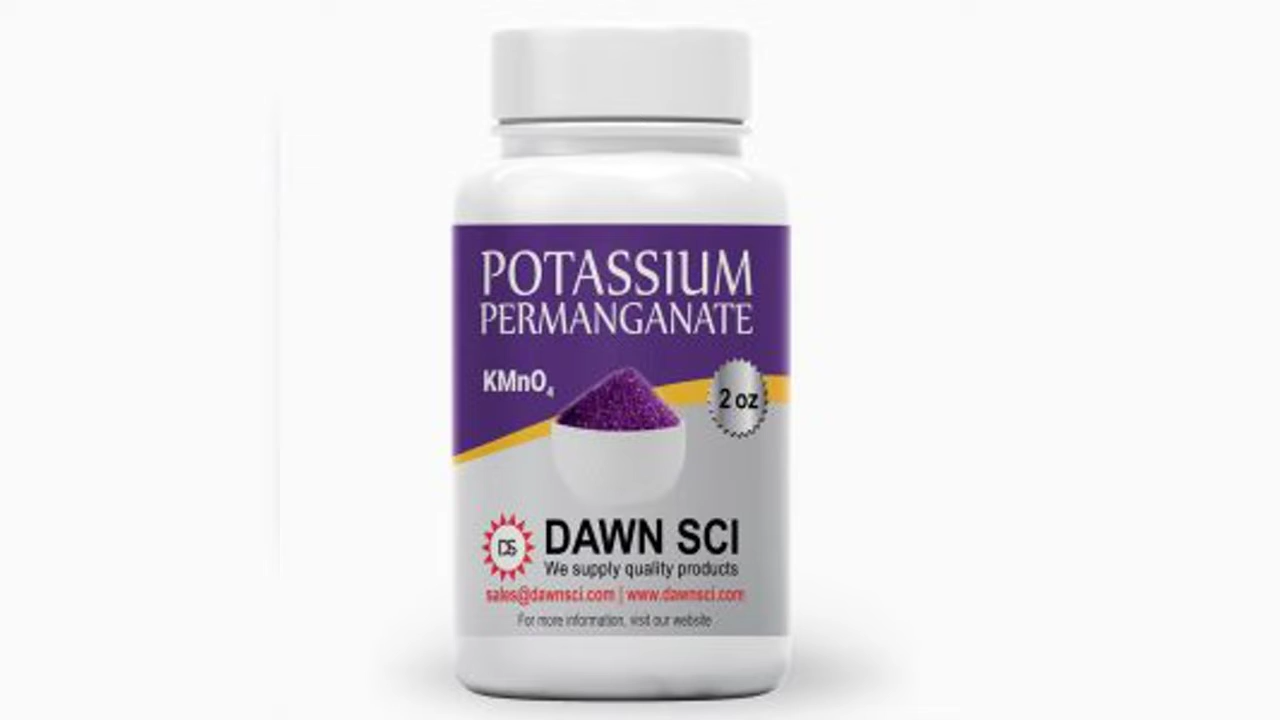 POTASSIUM
PERMANGANATE
KMnO₄
2 oz
DS
DAWN SCI
We supply quality products
sales@dawnsci.com | www.dawnsci.com
For more information, visit our website